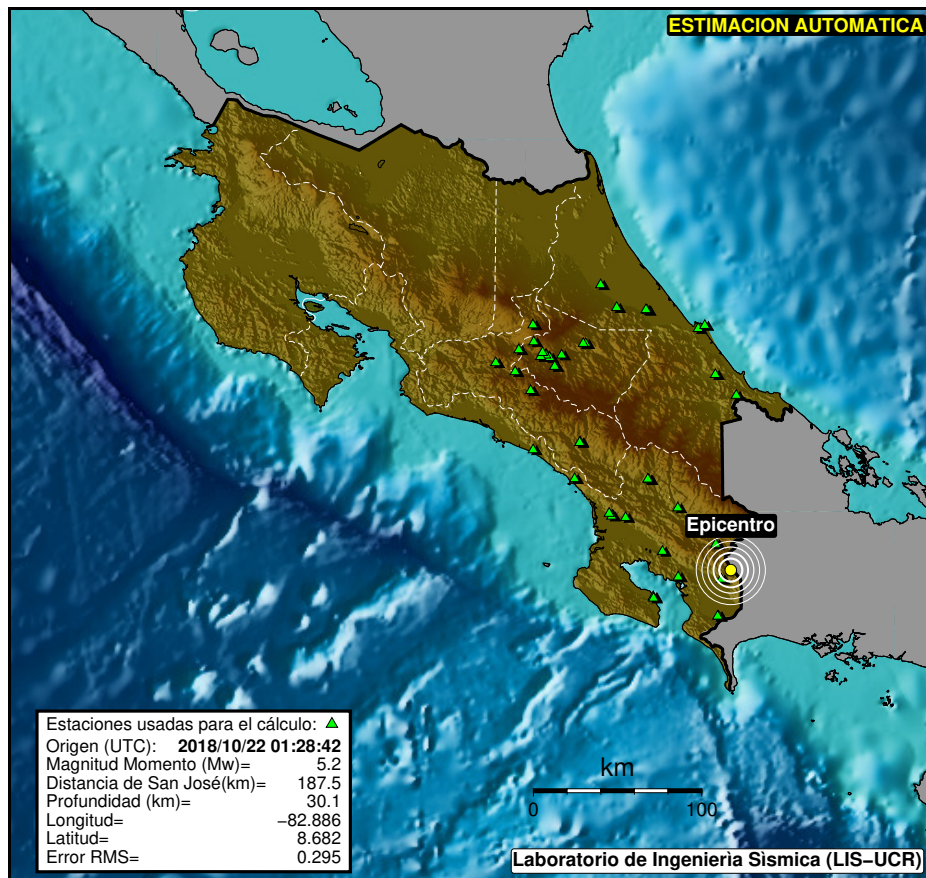 ESTIMACION AUTOMATICA
Epicentro
Estaciones usadas para el cálculo:
Origen (UTC): 2018/10/22 01:28:42
Magnitud Momento (Mw)= 5.2
Distancia de San José(km)= 187.5
Profundidad (km)= 30.1
Longitud= −82.886
Latitud= 8.682
Error RMS= 0.295
km
0 100
Laboratorio de Ingenierìa Sìsmica (LIS−UCR)